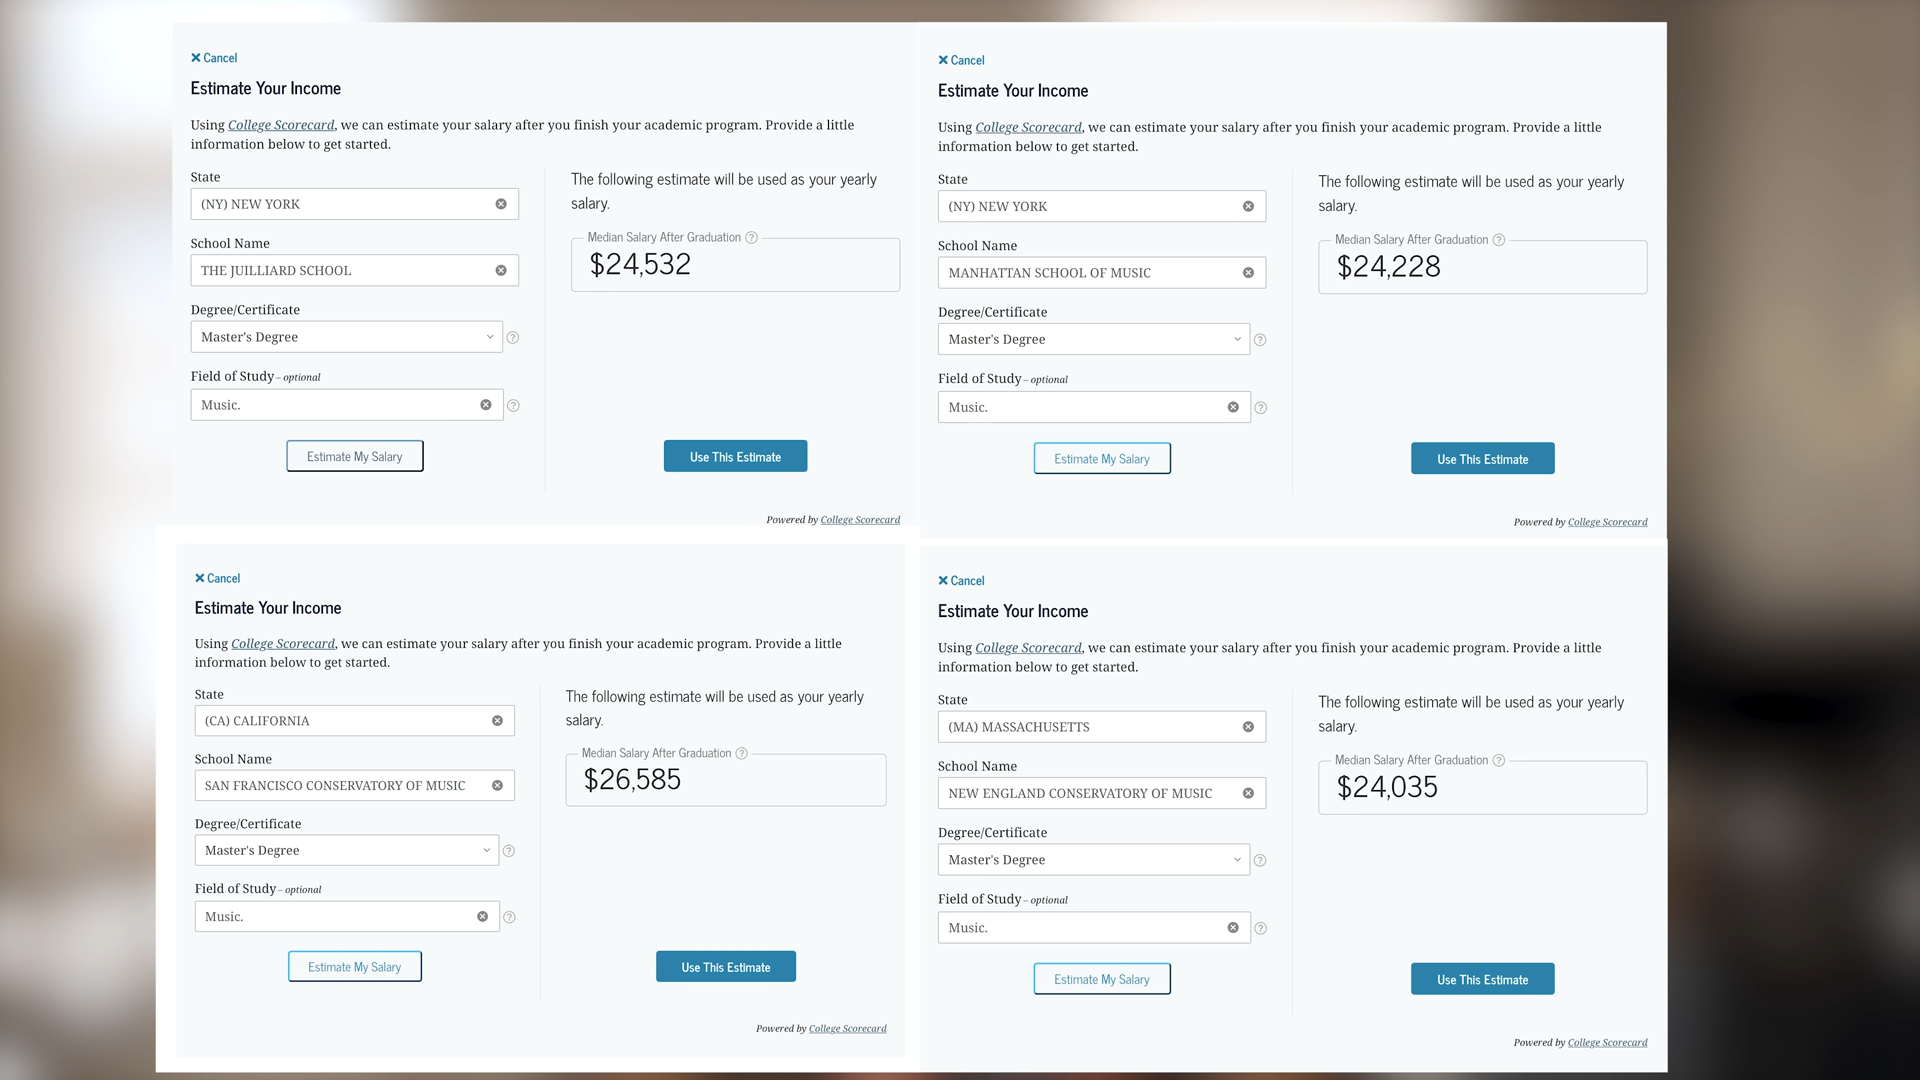 Cancel
Estimate Your Income
Using College Scorecard, we can estimate your salary after you finish your academic program. Provide a little
information below to get started.
State
(NY) NEW YORK
School Name
THE JUILLIARD SCHOOL
Degree/Certificate
Master's Degree
Field of Study – optional
Music.
Estimate My Salary
The following estimate will be used as your yearly
salary.
Median Salary After Graduation
$24,532
Use This Estimate
Powered by College Scorecard
Cancel
Estimate Your Income
Using College Scorecard, we can estimate your salary after you finish your academic program. Provide a little
information below to get started.
State
(NY) NEW YORK
School Name
MANHATTAN SCHOOL OF MUSIC
Degree/Certificate
Master's Degree
Field of Study – optional
Music.
Estimate My Salary
The following estimate will be used as your yearly
salary.
Median Salary After Graduation
$24,228
Use This Estimate
Powered by College Scorecard
Cancel
Estimate Your Income
Using College Scorecard, we can estimate your salary after you finish your academic program. Provide a little
information below to get started.
State
(CA) CALIFORNIA
School Name
SAN FRANCISCO CONSERVATORY OF MUSIC
Degree/Certificate
Master's Degree
Field of Study – optional
Music.
Estimate My Salary
The following estimate will be used as your yearly
salary.
Median Salary After Graduation
$26,585
Use This Estimate
Powered by College Scorecard
Cancel
Estimate Your Income
Using College Scorecard, we can estimate your salary after you finish your academic program. Provide a little
information below to get started.
State
(MA) MASSACHUSETTS
School Name
NEW ENGLAND CONSERVATORY OF MUSIC
Degree/Certificate
Master's Degree
Field of Study – optional
Music.
Estimate My Salary
The following estimate will be used as your yearly
salary.
Median Salary After Graduation
$24,035
Use This Estimate
Powered by College Scorecard